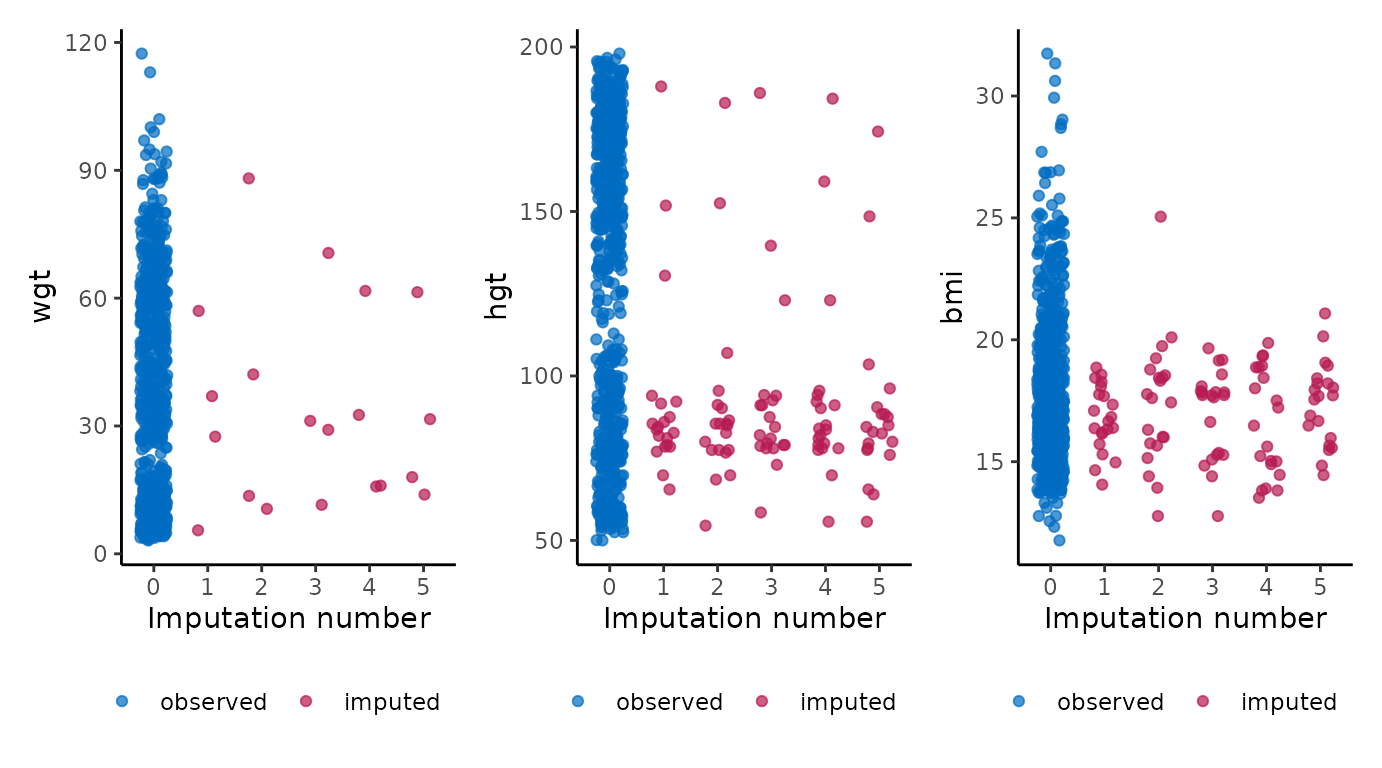 wgt
120
90
60
30
0
0 1 2 3 4 5
Imputation number
observed imputed
hgt
200
150
100
50
0 1 2 3 4 5
Imputation number
observed imputed
bmi
30
25
20
15
0 1 2 3 4 5
Imputation number
observed imputed